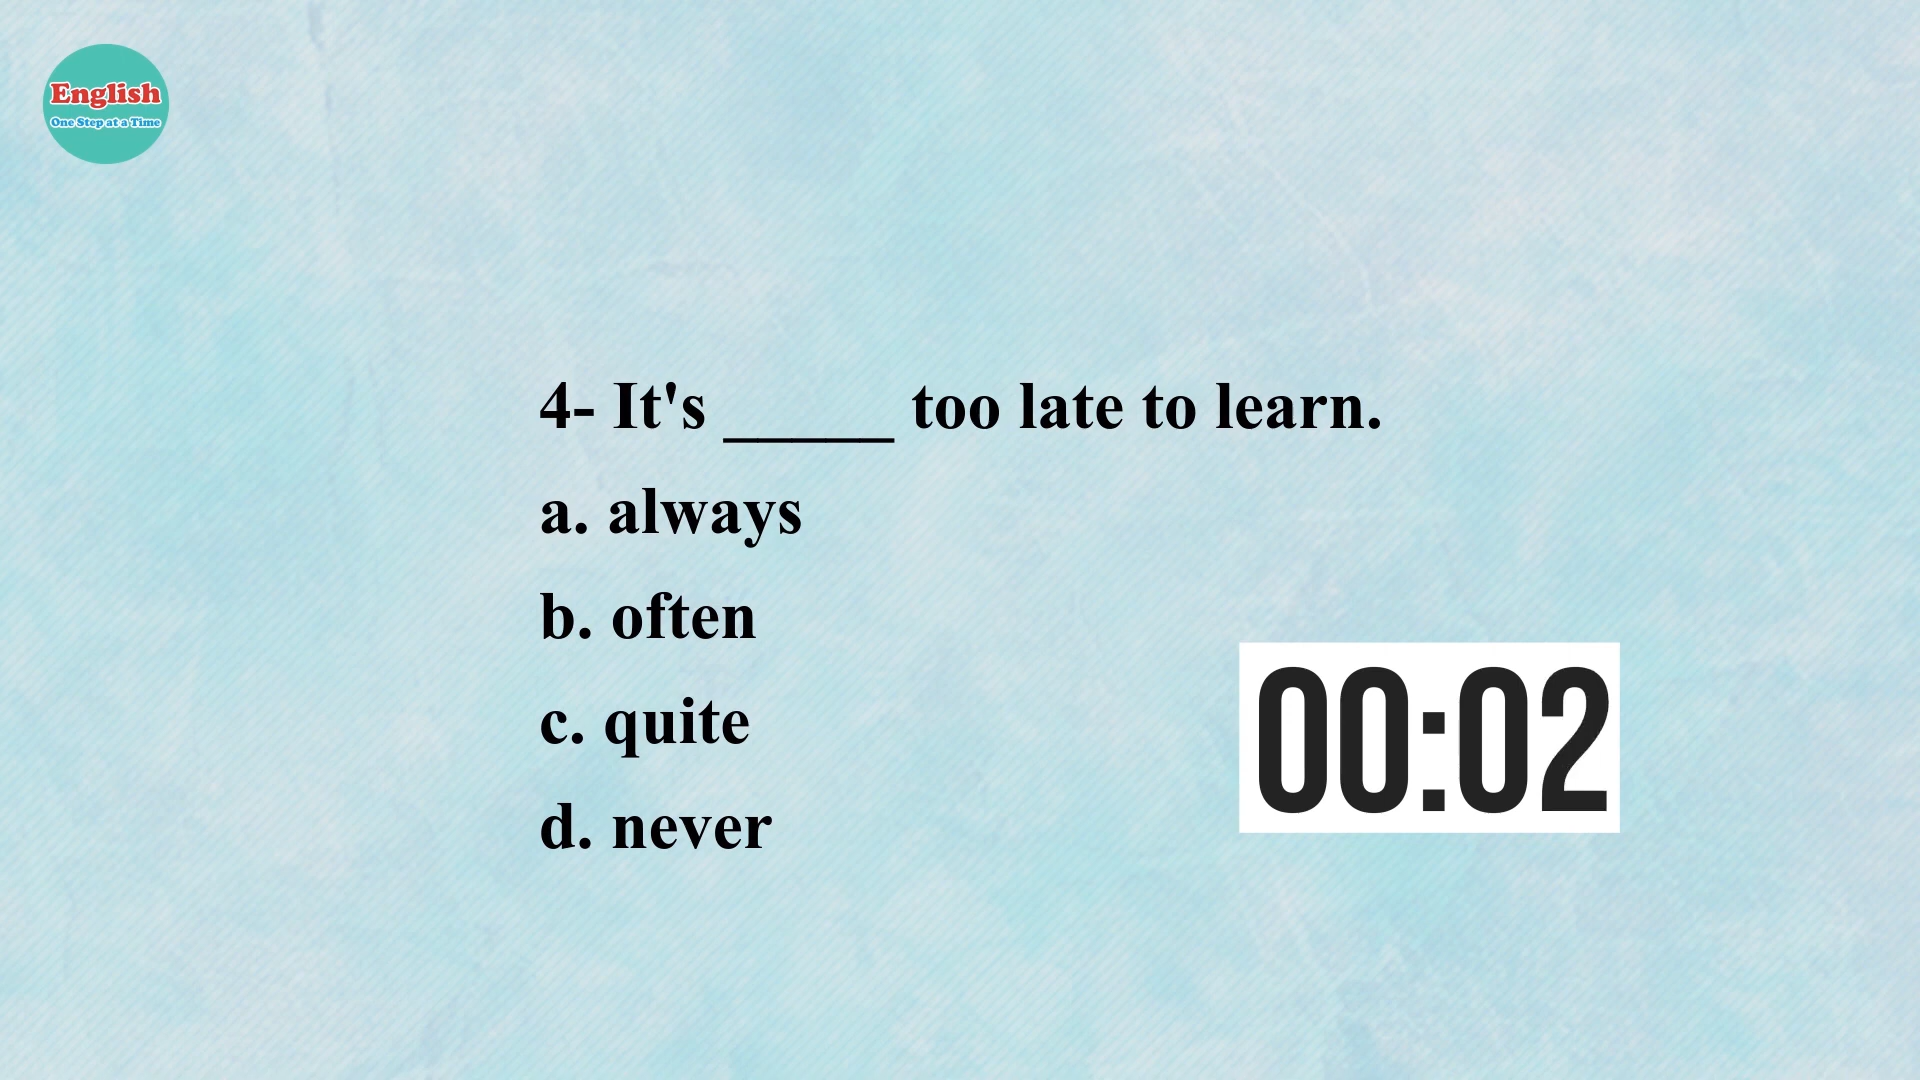 English
One Step at a Time
4- It's _____ too late to learn.
a. always
b. often
c. quite
d. never
00:02